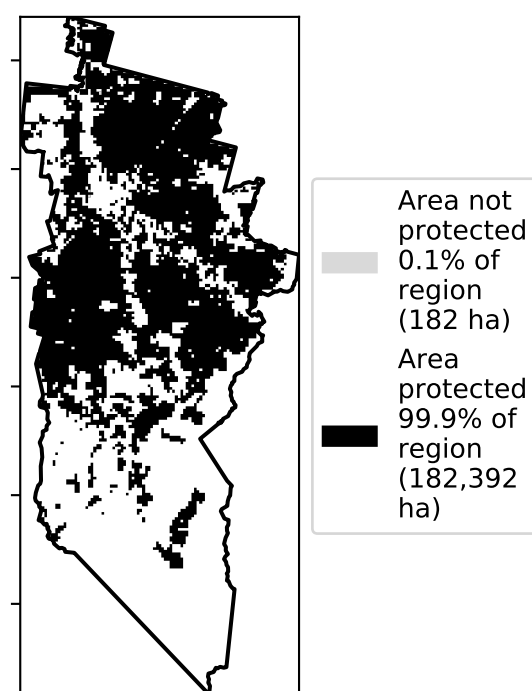 Area not
protected
0.1% of
region
(182 ha)
Area
protected
99.9% of
region
(182,392
ha)